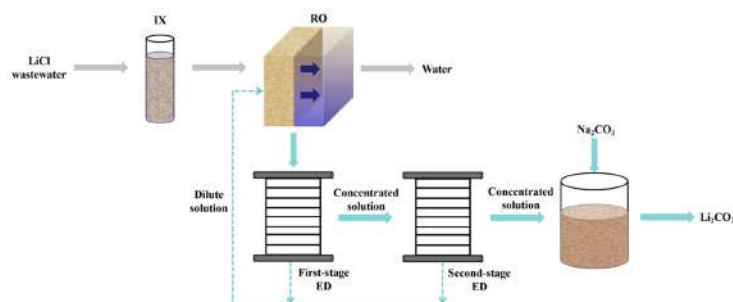 IX
RO
LiCl
wastewater
Water
Na₂CO₃
Dilute
solution
Concentrated
solution
Concentrated
solution
Li₂CO₃
First-stage
ED
Second-stage
ED